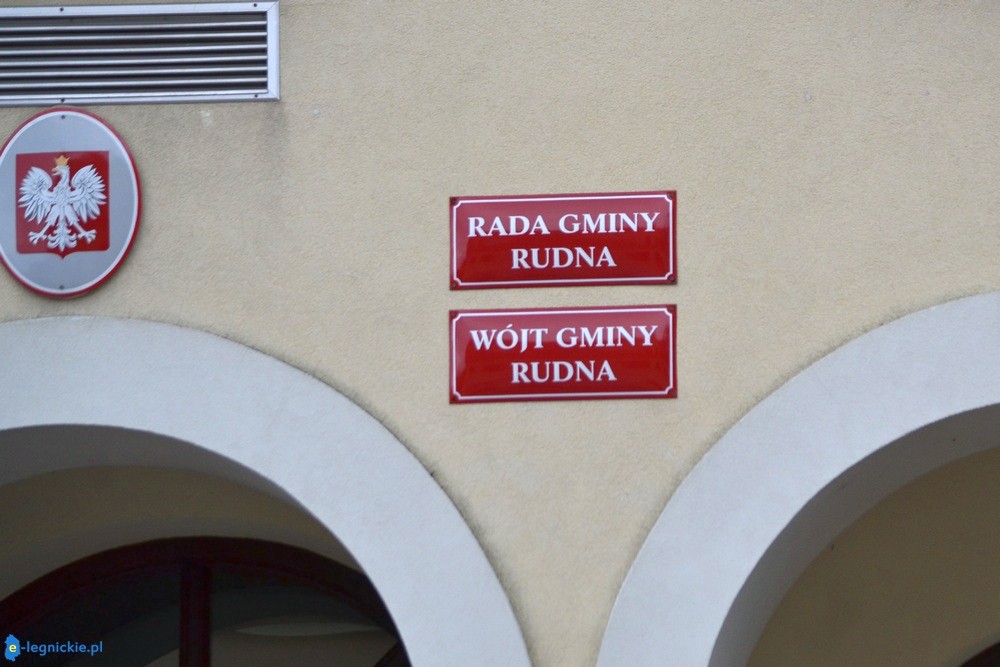 RADA GMINY
RUDNA
WÓJT GMINY
RUDNA
e-legnickie.pl